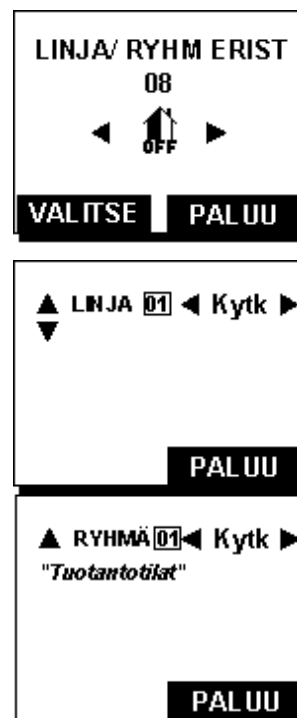 LINJA/ RYHM ERIST
08
OFF
VALITSE PALUU
LINJA 01 Kytk
PALUU
RYHMÄ 01 Kytk
"Tuotantotilat"
PALUU